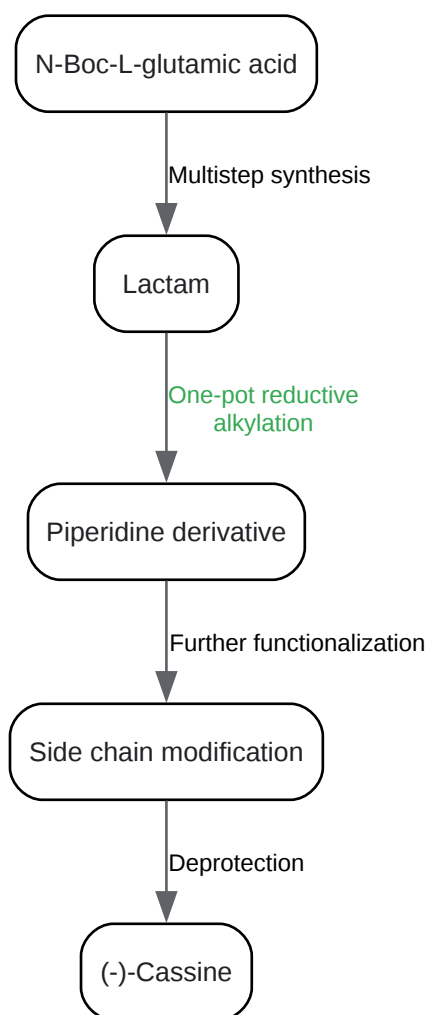 N-Boc-L-glutamic acid
Multistep synthesis
Lactam
One-pot reductive
alkylation
Piperidine derivative
Further functionalization
Side chain modification
Deprotection
(-)-Cassine